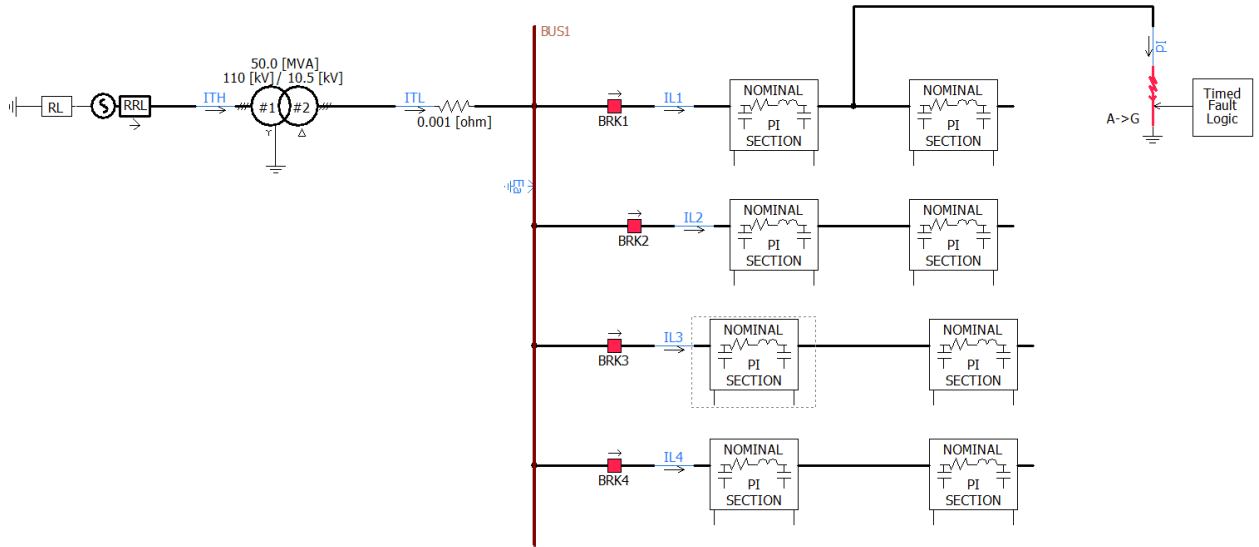 BUS1
50.0 [MVA]
110 [kV]/ 10.5 [kV]
RL
RRL
ITH
#1
#2
ITL
0.001 [ohm]
Ea
BRK1
IL1
NOMINAL
PI
SECTION
NOMINAL
PI
SECTION
PI
A->G
Timed
Fault
Logic
BRK2
IL2
NOMINAL
PI
SECTION
NOMINAL
PI
SECTION
BRK3
IL3
NOMINAL
PI
SECTION
NOMINAL
PI
SECTION
BRK4
IL4
NOMINAL
PI
SECTION
NOMINAL
PI
SECTION